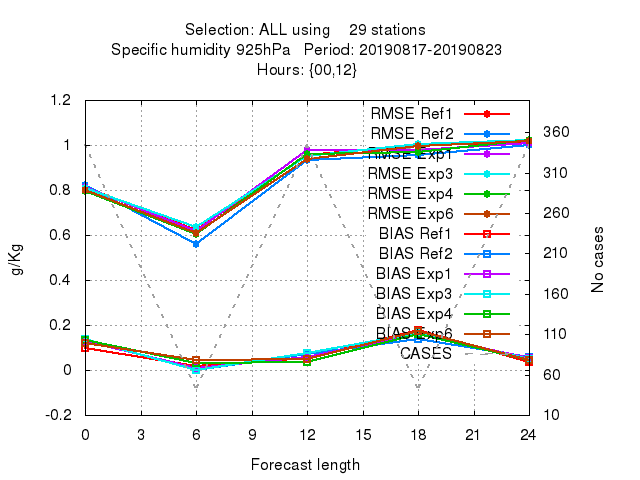 Selection: ALL using 29 stations
Specific humidity 925hPa Period: 20190817-20190823
Hours: {00,12}
1.2
1
0.8
0.6
0.4
0.2
0
-0.2
g/Kg
RMSE Ref1
RMSE Ref2
RMSE Exp1
RMSE Exp3
RMSE Exp4
RMSE Exp6
BIAS Ref1
BIAS Ref2
BIAS Exp1
BIAS Exp3
BIAS Exp4
BIAS Exp6
CASES
360
310
260
210
160
110
60
10
No cases
0 3 6 9 12 15 18 21 24
Forecast length